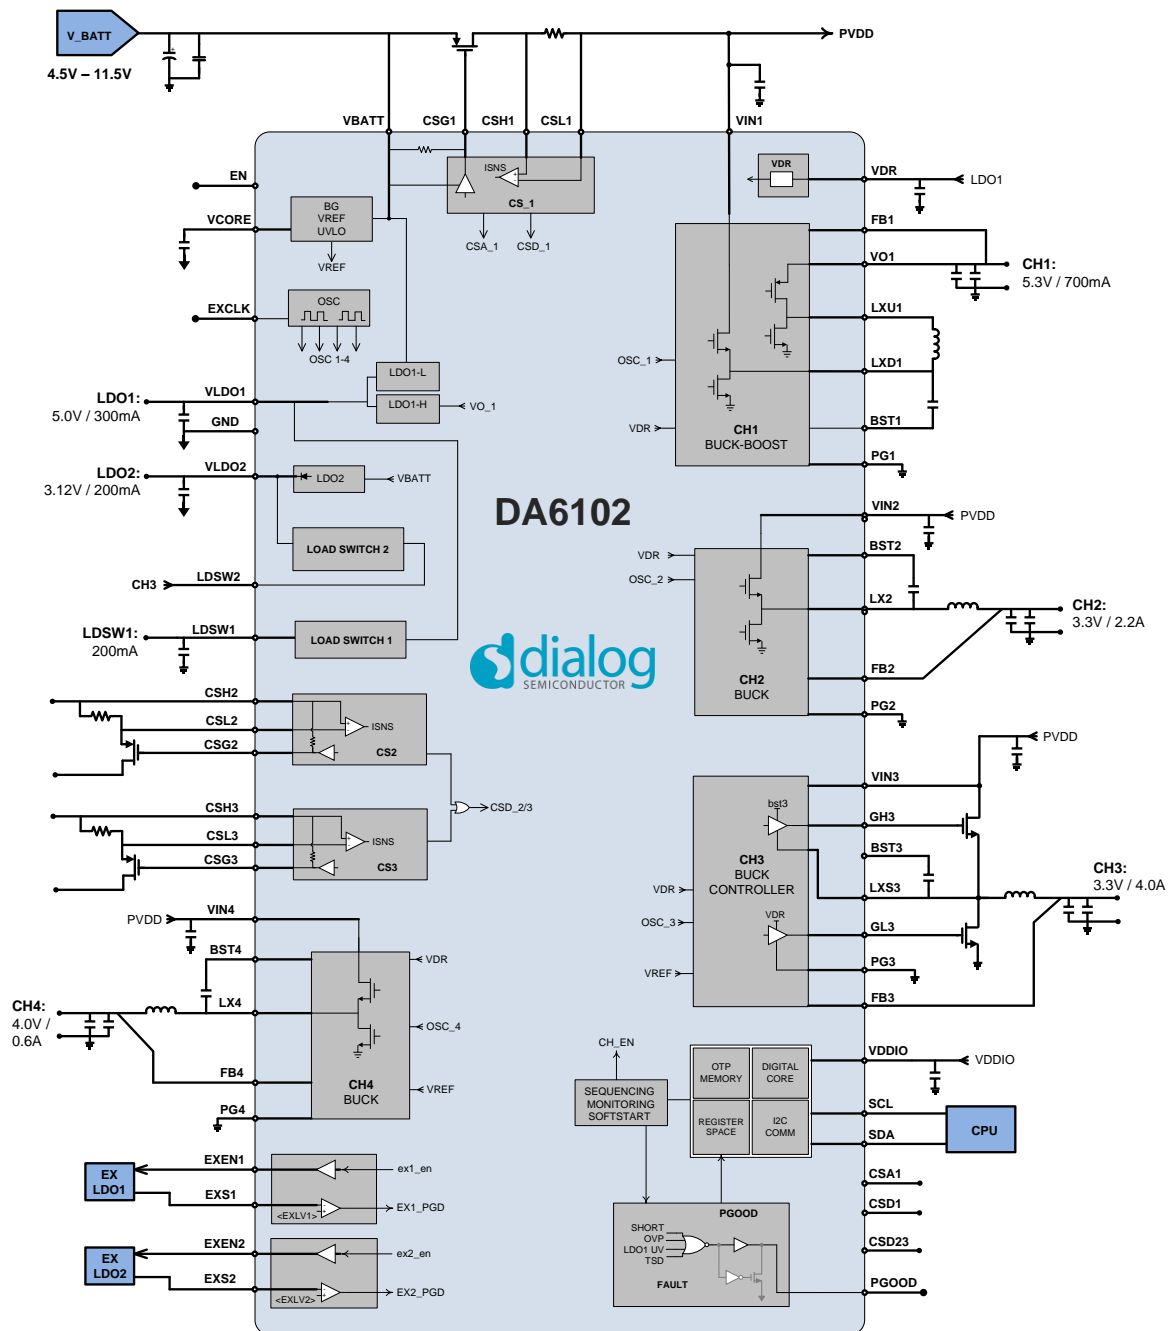 V_BATT
PVDD
4.5V – 11.5V
VBATT
CSG1
CSH1
CSL1
VIN1
EN
ISNS
CS_1
VDR
VDR
LDO1
VCORE
BG
VREF
UVLO
VREF
CSA_1
CSD_1
FB1
VO1
CH1:
5.3V / 700mA
EXCLK
OSC
OSC 1-4
LXU1
OSC_1
LXD1
LDO1:
5.0V / 300mA
VLDO1
LDO1-L
LDO1-H
VO_1
GND
VDR
CH1
BUCK-BOOST
BST1
PG1
LDO2:
3.12V / 200mA
VLDO2
LDO2
VBATT
DA6102
VIN2
PVDD
LOAD SWITCH 2
VDR
OSC_2
BST2
CH3
LDSW2
LX2
CH2:
3.3V / 2.2A
LDSW1:
200mA
LDSW1
LOAD SWITCH 1
dialog
SEMICONDUCTOR
CH2
BUCK
FB2
PG2
CSH2
CSL2
CSG2
ISNS
CS2
PVDD
VIN3
CSD_2/3
CSH3
CSL3
CSG3
ISNS
CS3
bst3
GH3
BST3
CH3
BUCK
CONTROLLER
CH3:
3.3V / 4.0A
VDR
LXS3
OSC_3
VDR
GL3
VREF
PG3
FB3
PVDD
VIN4
BST4
VDR
LX4
CH4:
4.0V /
0.6A
OSC_4
FB4
VREF
CH4
BUCK
PG4
CH_EN
OTP
MEMORY
DIGITAL
CORE
VDDIO
VDDIO
SEQUENCING
MONITORING
SOFTSTART
REGISTER
SPACE
I2C
COMM
SCL
SDA
CPU
EX
LDO1
EXEN1
EXS1
ex1_en
<EXLV1>
EX1_PGD
CSA1
CSD1
CSD23
PGOOD
PGOOD
SHORT
OVP
LDO1 UV
TSD
FAULT
EX
LDO2
EXEN2
EXS2
ex2_en
<EXLV2>
EX2_PGD